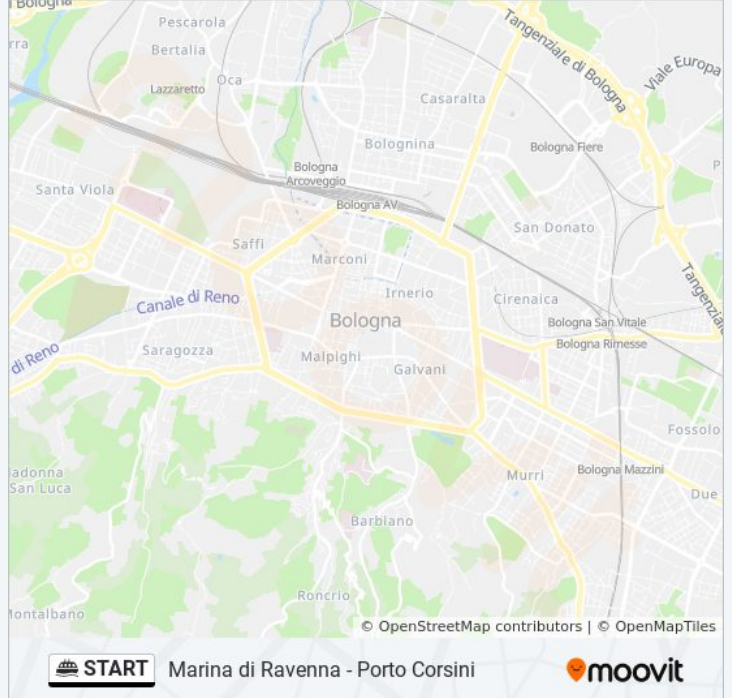 l Bologna
Pescarola
Tangenziale di Bologna
rra
Bertalia
Viale Europa
Oca
Lazzaretto
Casaralta
Bolognina
Bologna Fiere
Bologna
Arcoveggio
P
Santa Viola
Bologna AV
San Donato
Saffi
Marconi
Tangenziale
Irnerio
Canale di Reno
Cirenaica
Bologna
Bologna San Vitale
Bologna Rimesse
di Reno
Saragozza
Malpighi
Galvani
Fossolo
adonna
San Luca
Murri
Bologna Mazzini
Due
Barbiano
Roncrio
Montalbano
© OpenStreetMap contributors | © OpenMapTiles
START Marina di Ravenna - Porto Corsini moovit